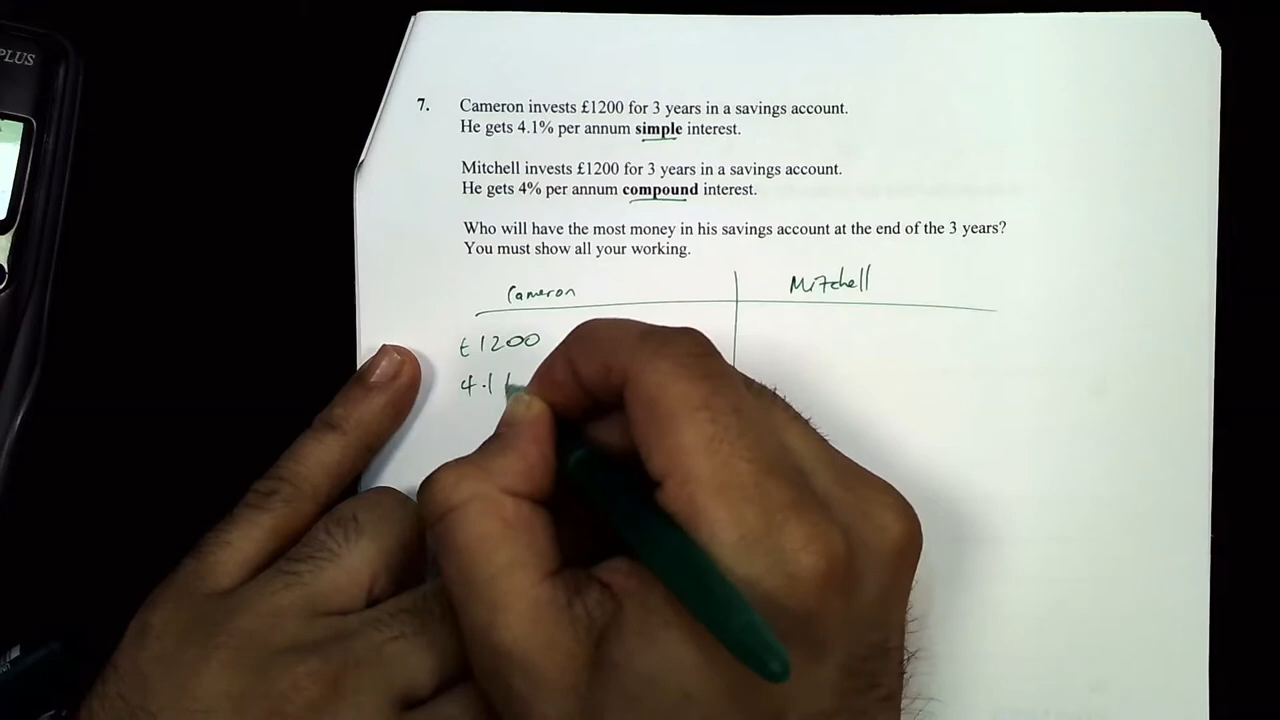 PLUS
7. Cameron invests £1200 for 3 years in a savings account.
He gets 4.1% per annum simple interest.
Mitchell invests £1200 for 3 years in a savings account.
He gets 4% per annum compound interest.
Who will have the most money in his savings account at the end of the 3 years?
You must show all your working.
Cameron Mitchell
£1200
4.1